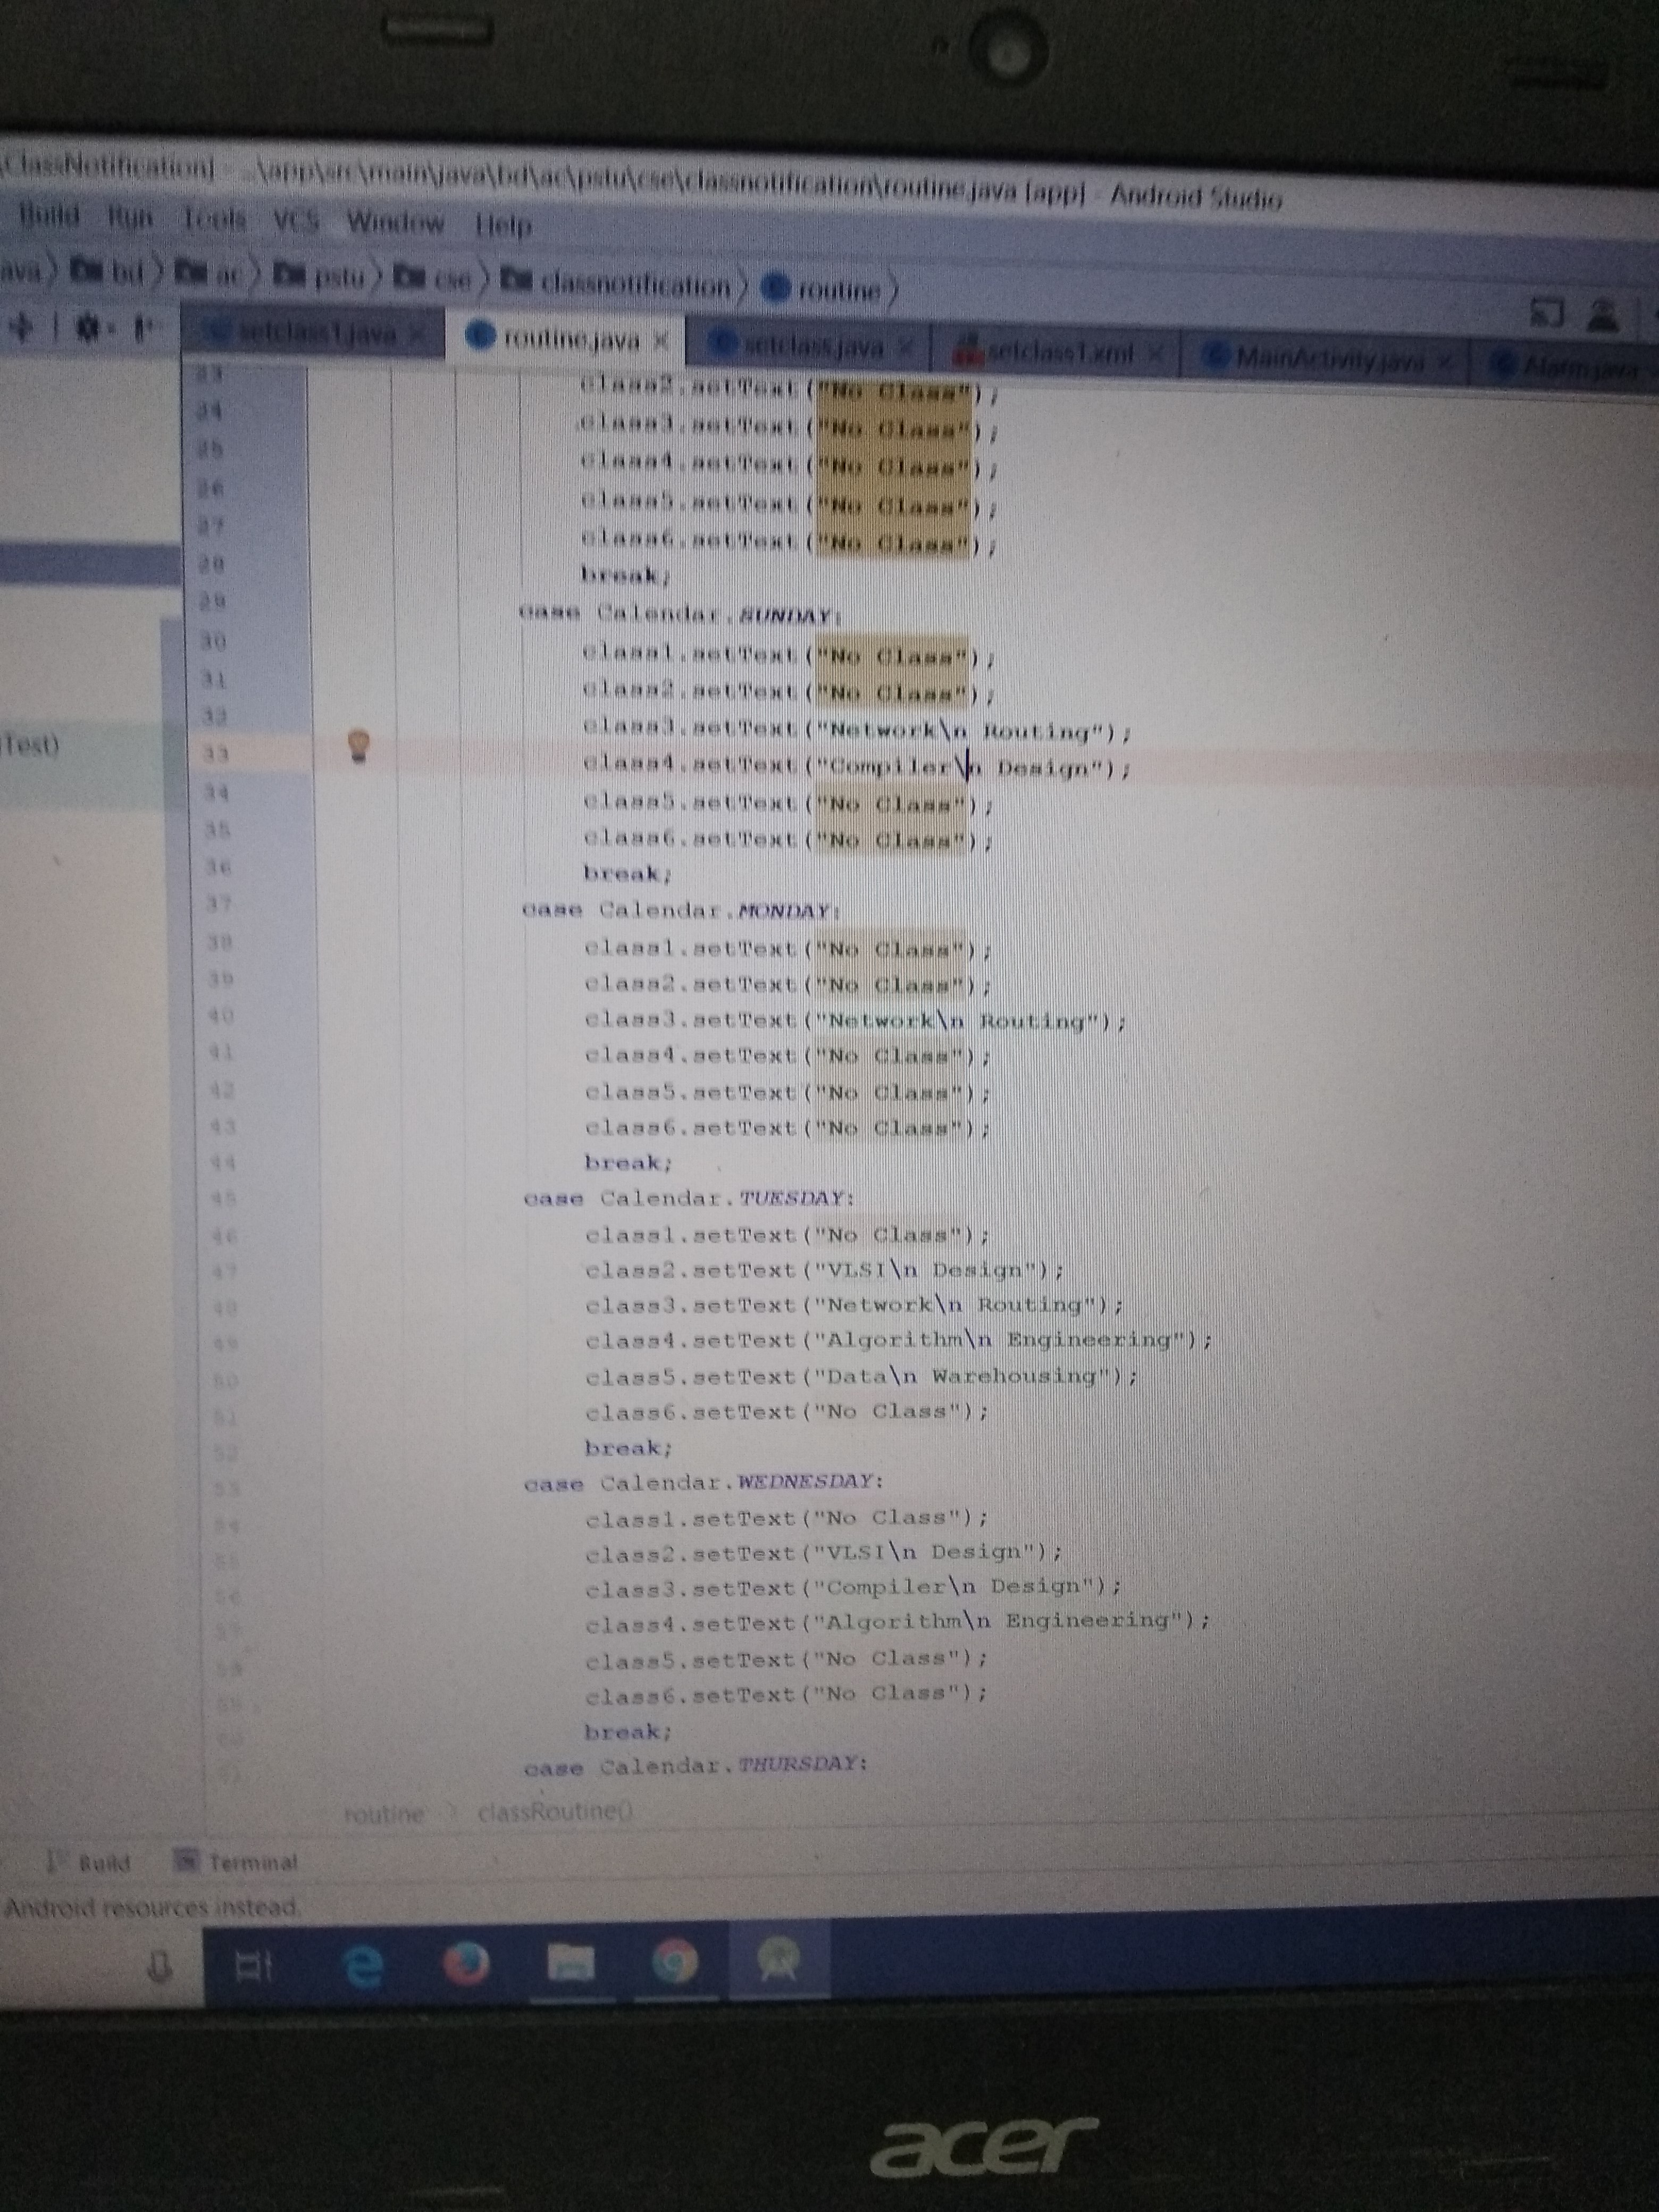 \ClassNotification] - ...\app\src\main\java\bd\ac\pstu\cse\classnotification\routine.java [app] - Android Studio
Build Run Tools VCS Window Help
ava bd ac pstu cse classnotification routine
setclass1.java routine.java setclass.java setclass1.xml MainActivity.java Alarm.java
23 class2.setText("No Class");
24 class3.setText("No Class");
25 class4.setText("No Class");
26 class5.setText("No Class");
27 class6.setText("No Class");
28 break;
29 case Calendar.SUNDAY:
30 class1.setText("No Class");
31 class2.setText("No Class");
32 class3.setText("Network\n Routing");
Test) 33 class4.setText("Compiler\n Design");
34 class5.setText("No Class");
35 class6.setText("No Class");
36 break;
37 case Calendar.MONDAY:
38 class1.setText("No Class");
39 class2.setText("No Class");
40 class3.setText("Network\n Routing");
41 class4.setText("No Class");
42 class5.setText("No Class");
43 class6.setText("No Class");
44 break;
45 case Calendar.TUESDAY:
46 class1.setText("No Class");
47 class2.setText("VLSI\n Design");
48 class3.setText("Network\n Routing");
49 class4.setText("Algorithm\n Engineering");
50 class5.setText("Data\n Warehousing");
51 class6.setText("No Class");
52 break;
53 case Calendar.WEDNESDAY:
54 class1.setText("No Class");
55 class2.setText("VLSI\n Design");
56 class3.setText("Compiler\n Design");
57 class4.setText("Algorithm\n Engineering");
58 class5.setText("No Class");
59 class6.setText("No Class");
60 break;
61 case Calendar.THURSDAY:
routine classRoutine()
Build Terminal
Android resources instead.
acer